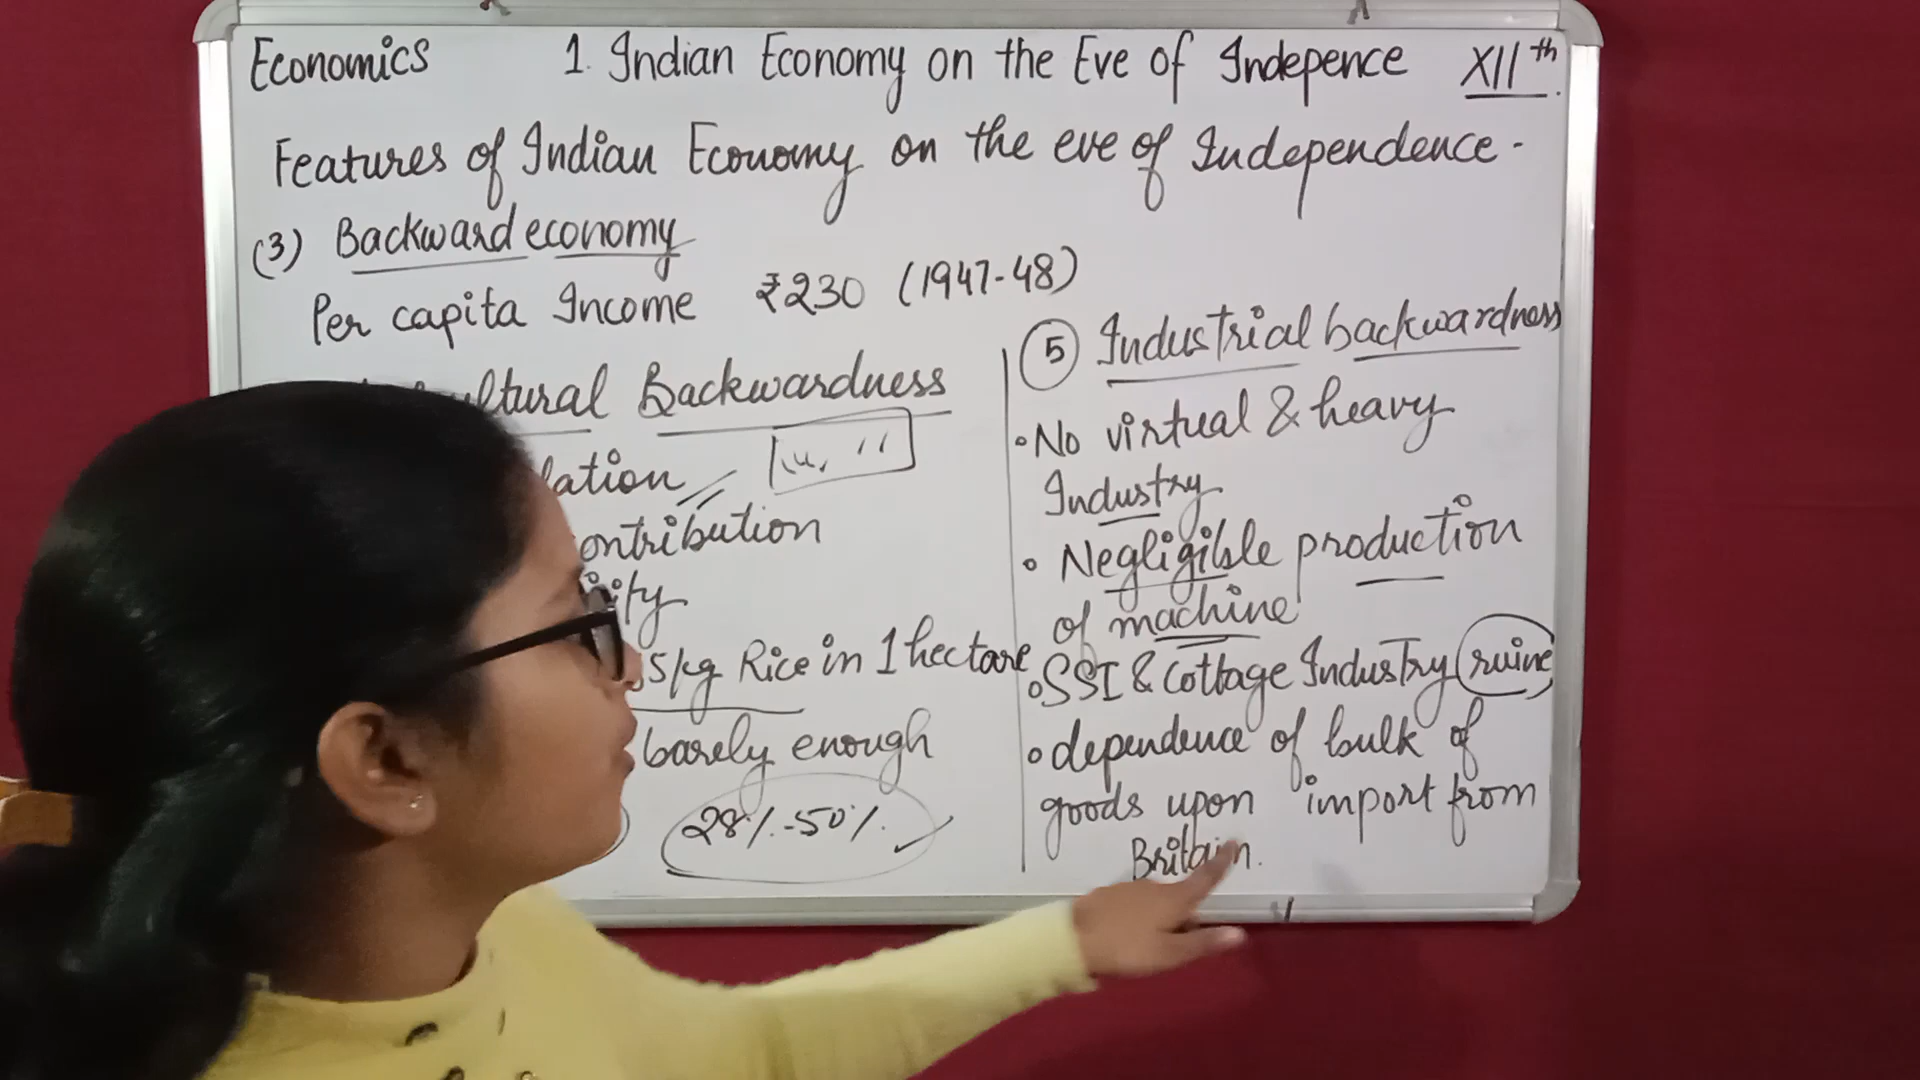 Economics 1. Indian Economy on the Eve of Indepence XIIth
Features of Indian Economy on the eve of Independence -
(3) Backward economy
Per capita Income ₹230 (1947-48)
ultural Backwardness
lation
ontribution
5/kg Rice in 1 hectare
barely enough
28%-50%.
5 Industrial backwardness
• No virtual & heavy
Industry
• Negligible production
of machine
• SSI & Cottage Industry ruine
• dependence of bulk of
goods upon import from
Britain.